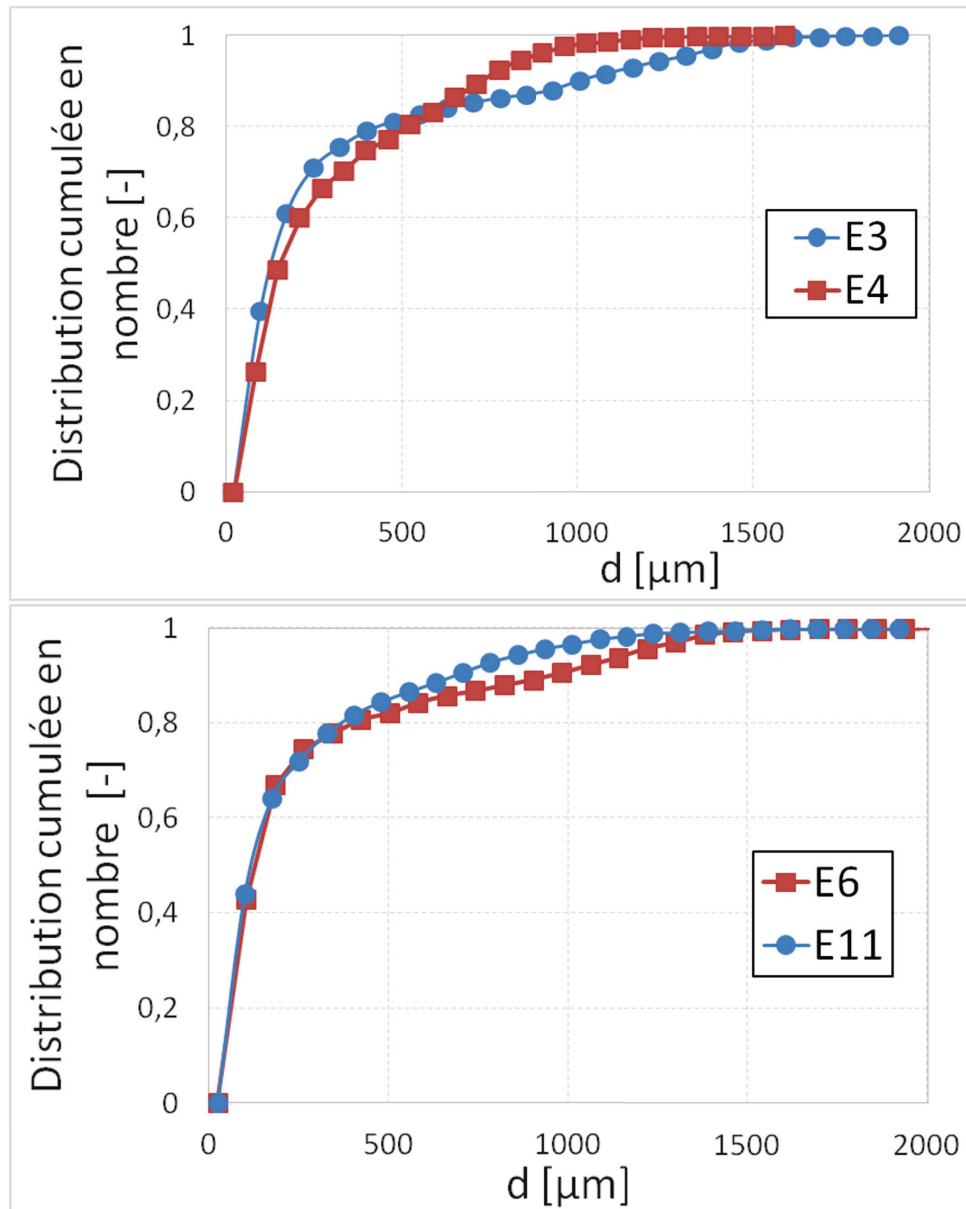 Distribution cumulée en
nombre [-]
1
0,8
0,6
0,4
0,2
0
0 500 1000 1500 2000
d [µm]
E3
E4
Distribution cumulée en
nombre [-]
1
0,8
0,6
0,4
0,2
0
0 500 1000 1500 2000
d [µm]
E6
E11